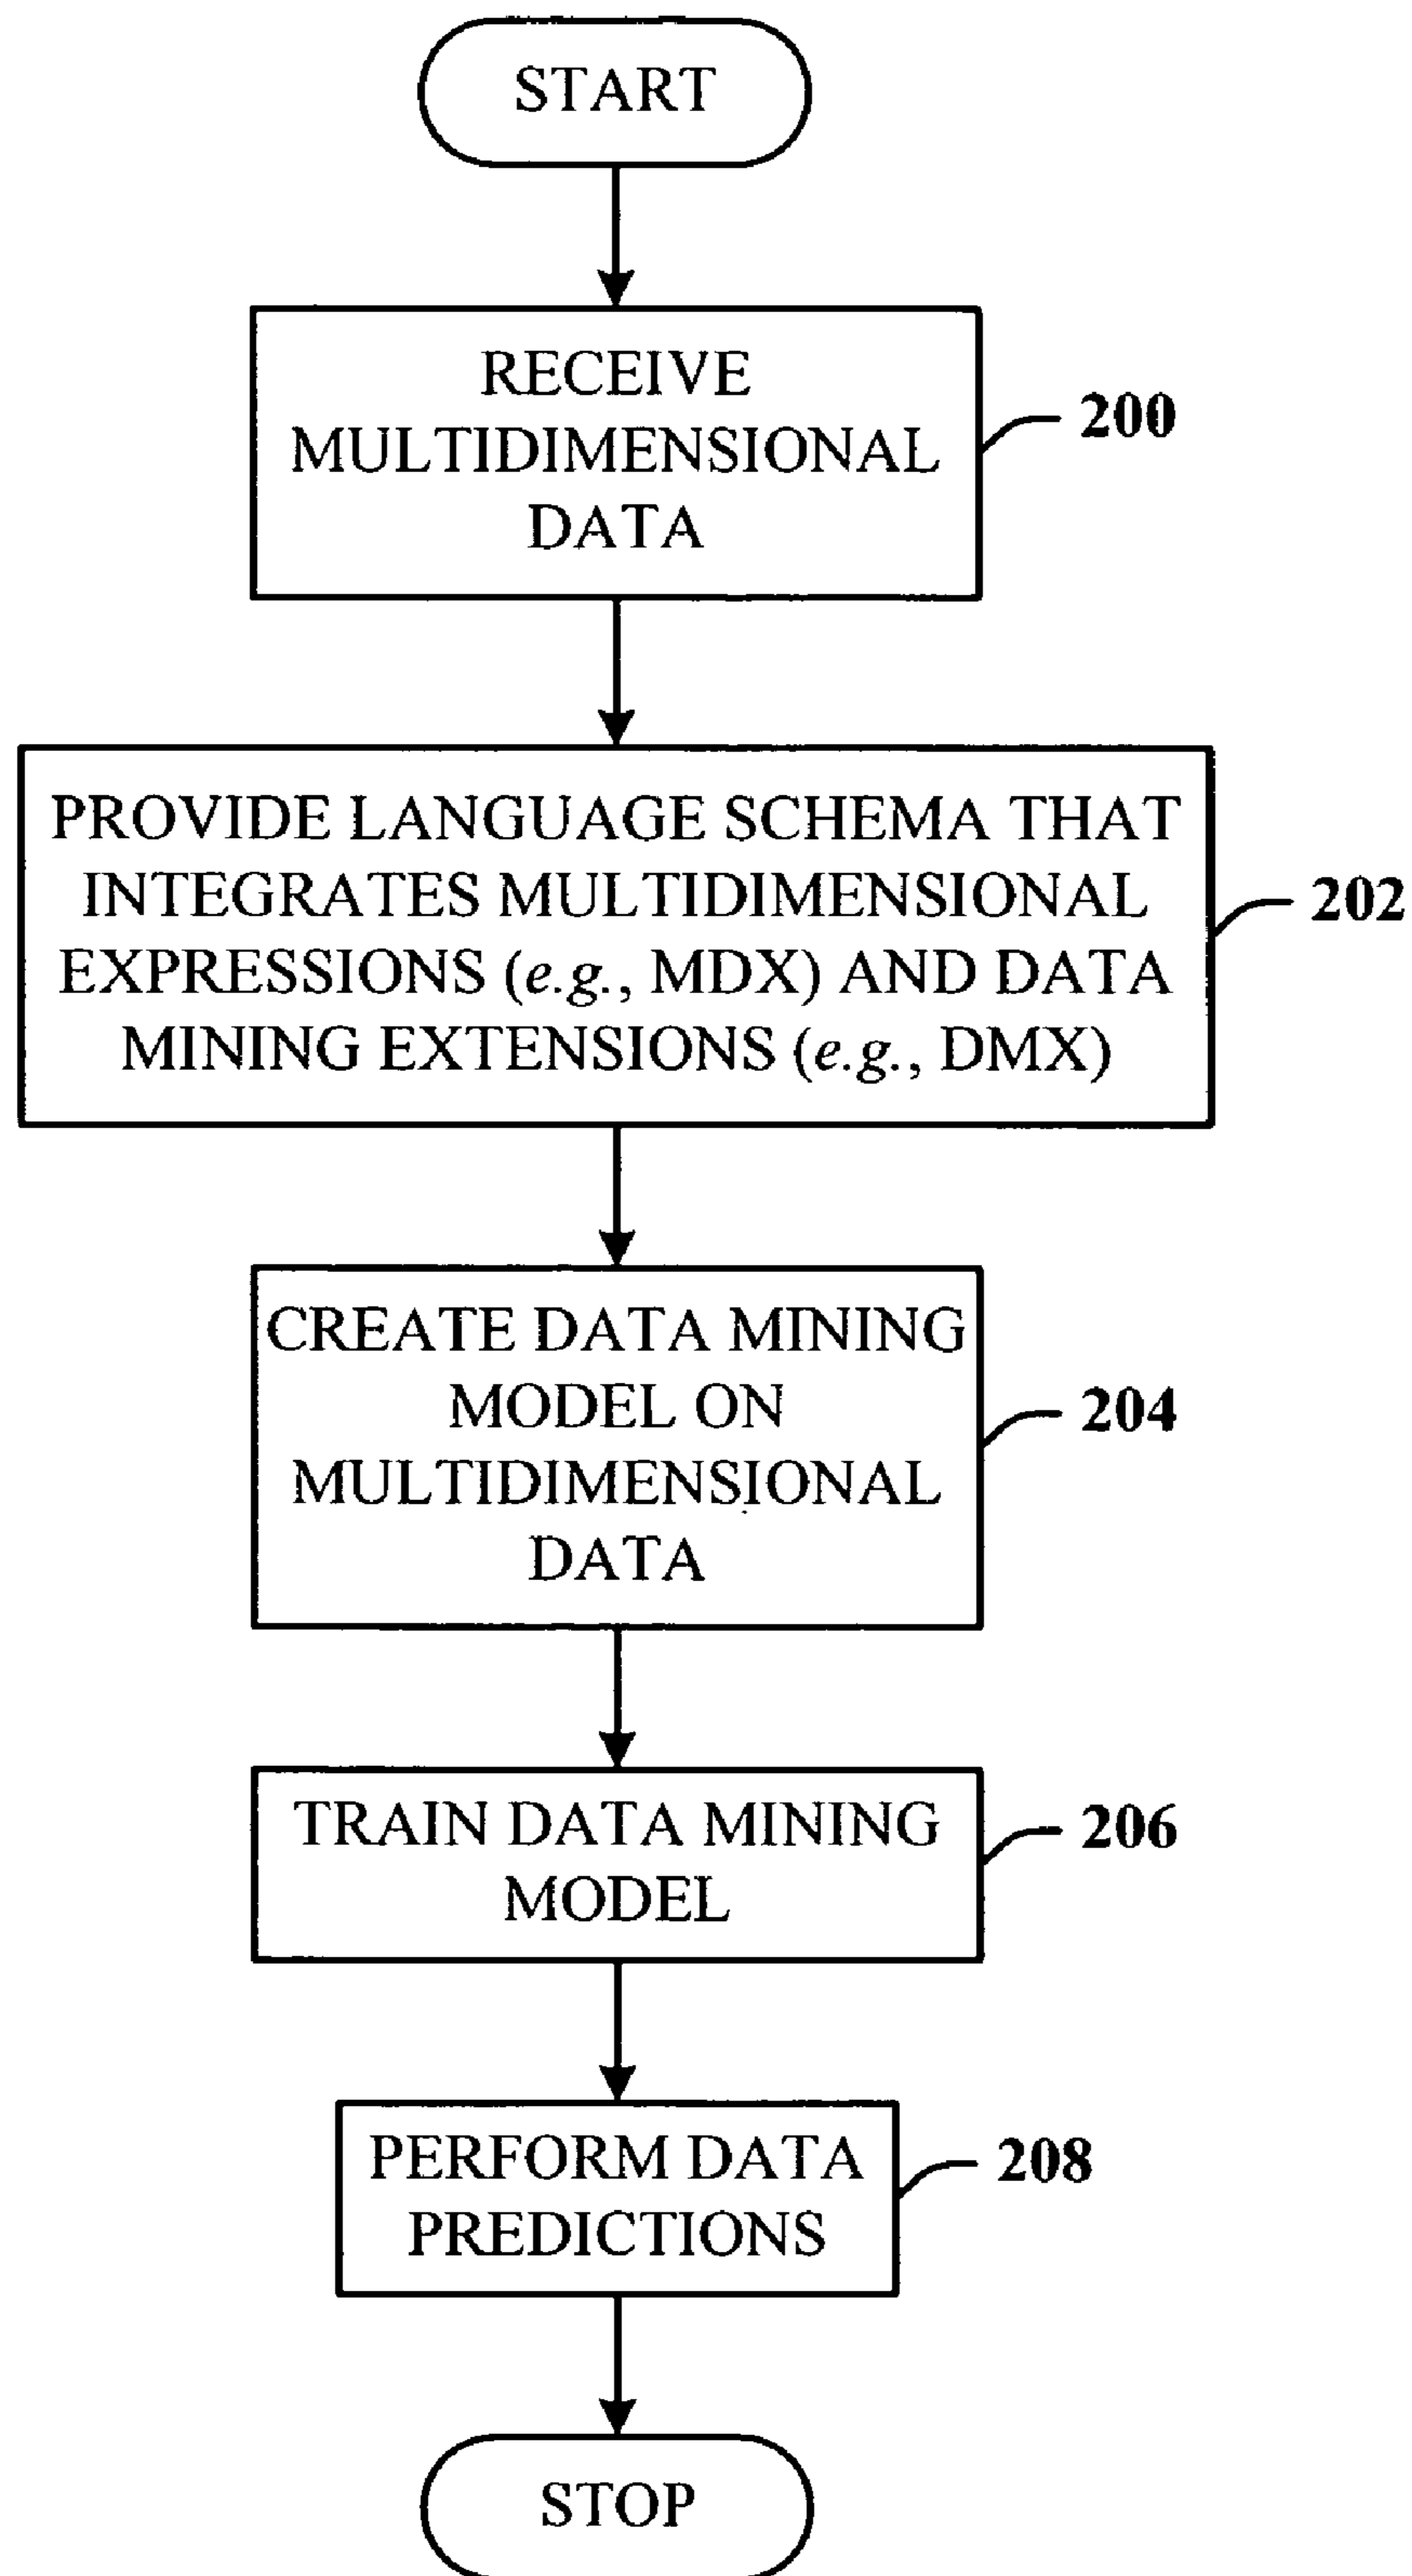 START
RECEIVE
MULTIDIMENSIONAL
DATA
200
PROVIDE LANGUAGE SCHEMA THAT
INTEGRATES MULTIDIMENSIONAL
EXPRESSIONS (e.g., MDX) AND DATA
MINING EXTENSIONS (e.g., DMX)
202
CREATE DATA MINING
MODEL ON
MULTIDIMENSIONAL
DATA
204
TRAIN DATA MINING
MODEL
206
PERFORM DATA
PREDICTIONS
208
STOP